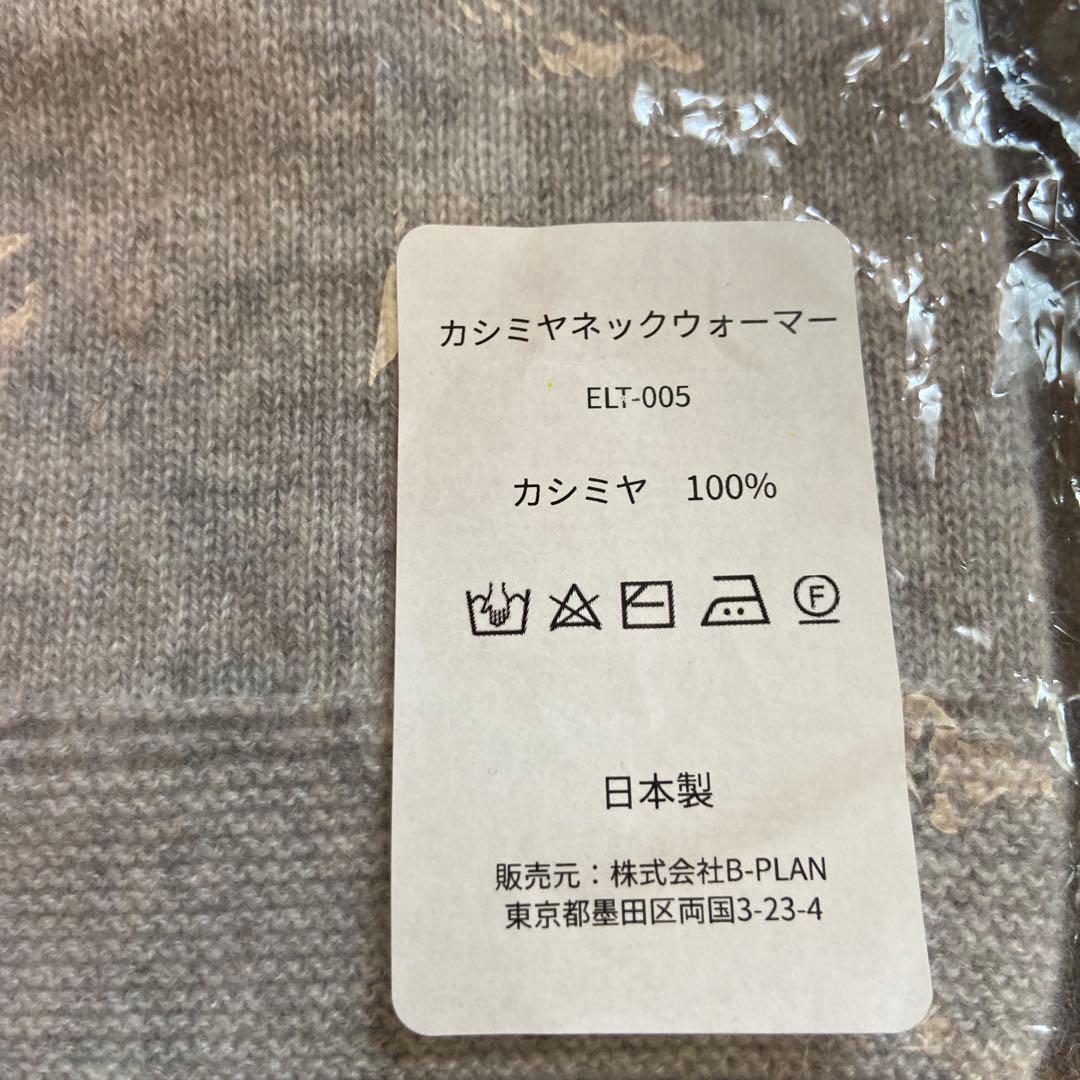 カシミヤネックウォーマー
ELT-005
カシミヤ　100%
F
日本製
販売元：株式会社B-PLAN
東京都墨田区両国3-23-4